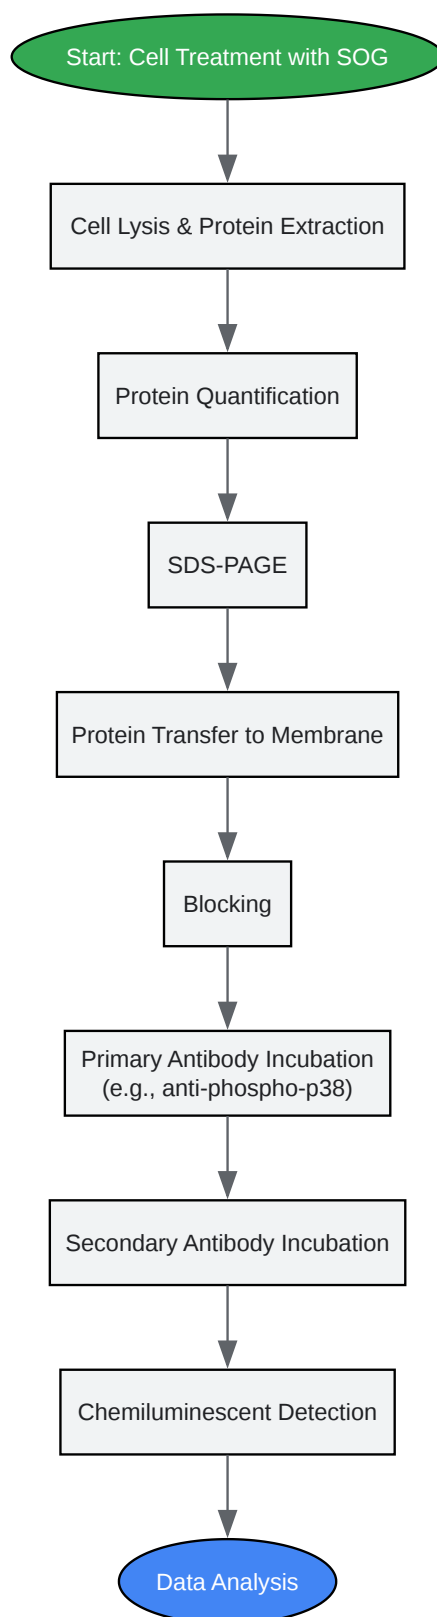 Start: Cell Treatment with SOG
Cell Lysis & Protein Extraction
Protein Quantification
SDS-PAGE
Protein Transfer to Membrane
Blocking
Primary Antibody Incubation
(e.g., anti-phospho-p38)
Secondary Antibody Incubation
Chemiluminescent Detection
Data Analysis